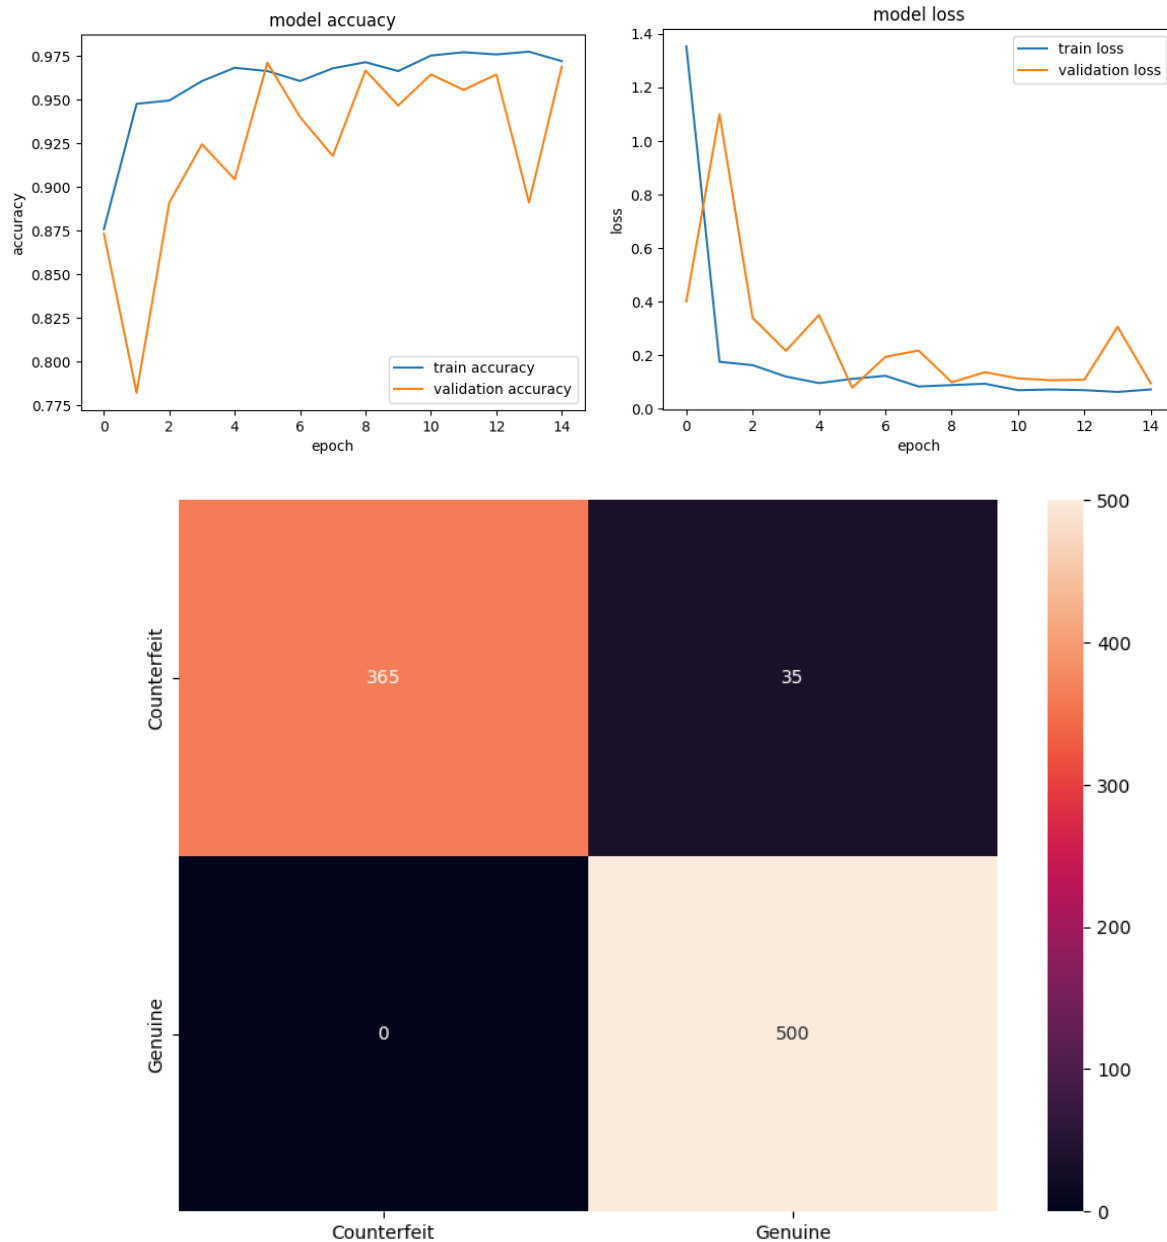 model accuacy
0.975
0.950
0.925
0.900
0.875
0.850
0.825
0.800
0.775
accuracy
train accuracy
validation accuracy
0 2 4 6 8 10 12 14
epoch
model loss
1.4
1.2
1.0
0.8
0.6
0.4
0.2
0.0
loss
train loss
validation loss
0 2 4 6 8 10 12 14
epoch
Counterfeit
365 35
Genuine
0 500
Counterfeit Genuine
500
400
300
200
100
0